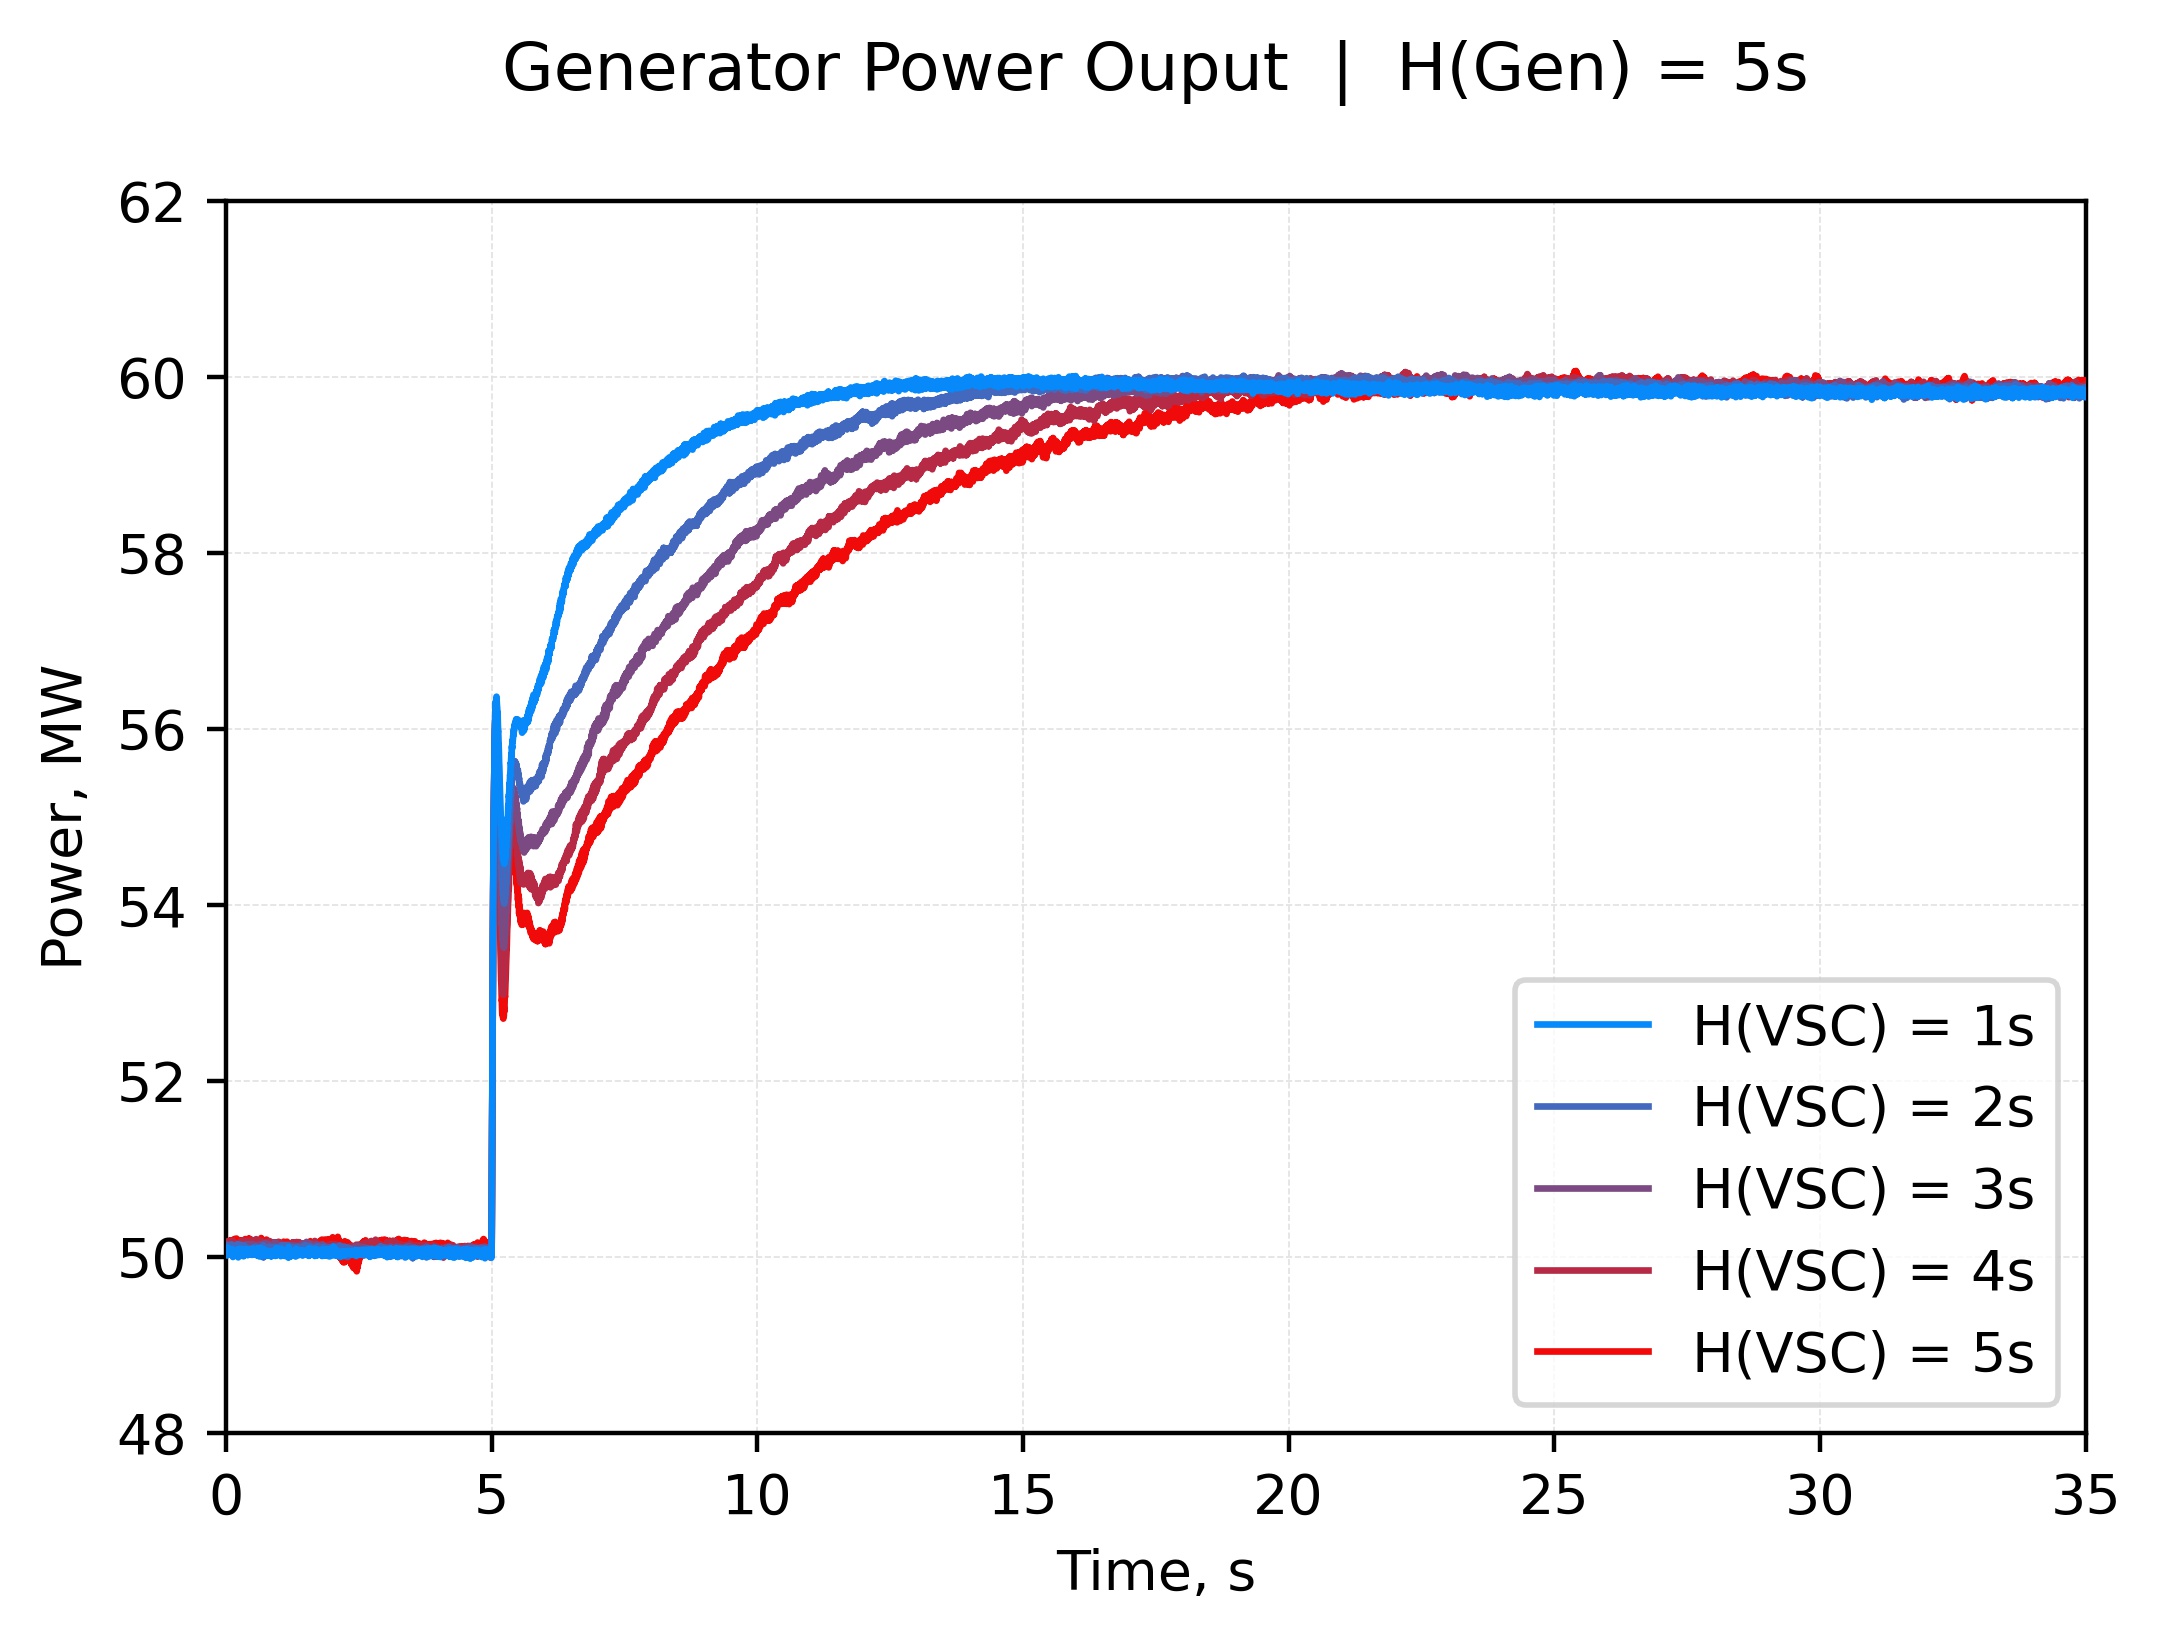 Generator Power Ouput | H(Gen) = 5s
Power, MW
62
60
58
56
54
52
50
48
H(VSC) = 1s
H(VSC) = 2s
H(VSC) = 3s
H(VSC) = 4s
H(VSC) = 5s
0 5 10 15 20 25 30 35
Time, s